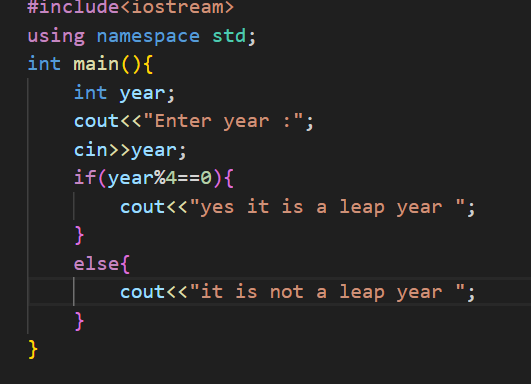 #include<iostream>
using namespace std;
int main(){
    int year;
    cout<<"Enter year :";
    cin>>year;
    if(year%4==0){
        cout<<"yes it is a leap year ";
    }
    else{
        cout<<"it is not a leap year ";
    }
}